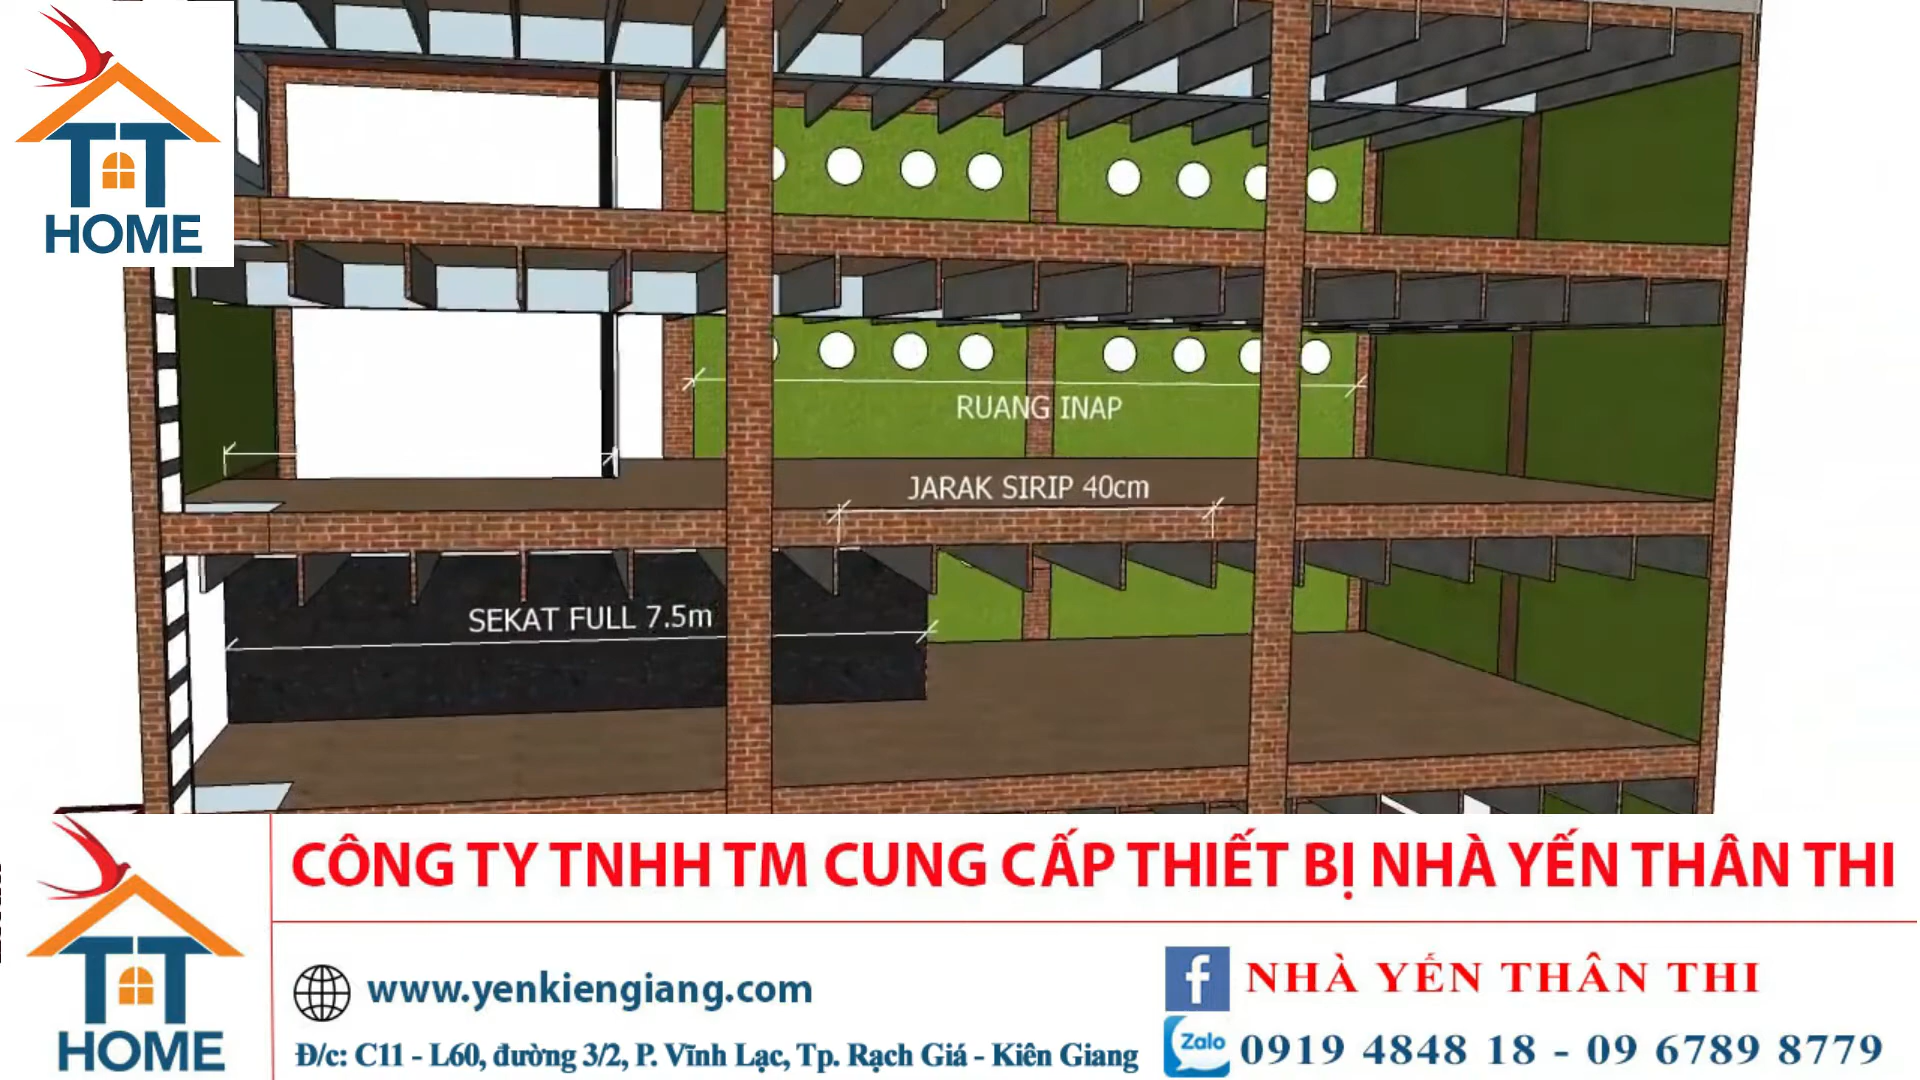 TT
HOME
RUANG INAP
JARAK SIRIP 40cm
SEKAT FULL 7.5m
TT
HOME
CÔNG TY TNHH TM CUNG CẤP THIẾT BỊ NHÀ YẾN THÂN THI
www.yenkiengiang.com
f NHÀ YẾN THÂN THI
Đ/c: C11 - L60, đường 3/2, P. Vĩnh Lạc, Tp. Rạch Giá - Kiên Giang
Zalo 0919 4848 18 - 09 6789 8779